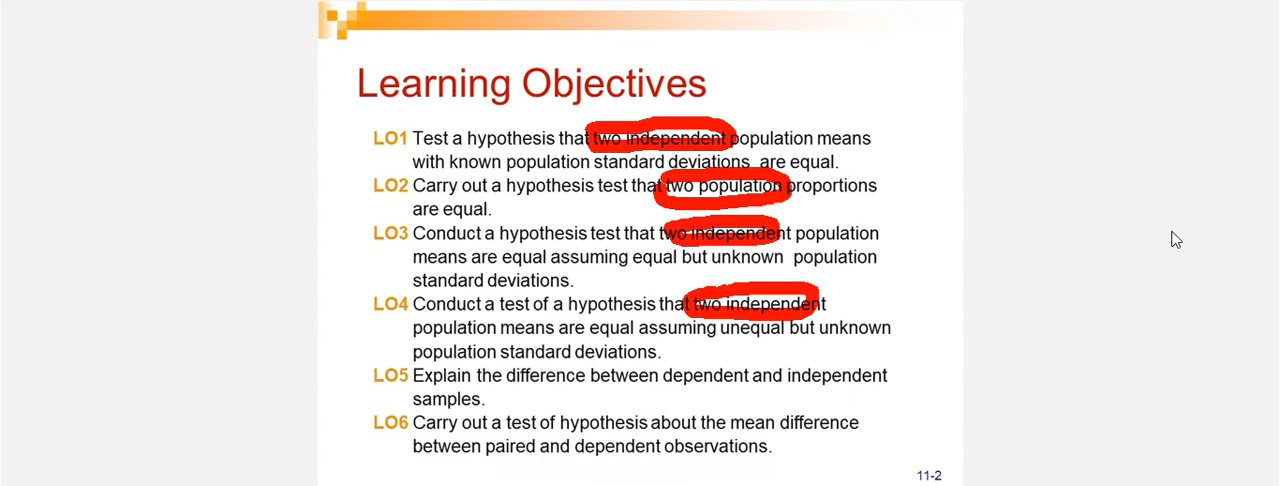 Learning Objectives
LO1 Test a hypothesis that two independent population means
with known population standard deviations are equal.
LO2 Carry out a hypothesis test that two population proportions
are equal.
LO3 Conduct a hypothesis test that two independent population
means are equal assuming equal but unknown population
standard deviations.
LO4 Conduct a test of a hypothesis that two independent
population means are equal assuming unequal but unknown
population standard deviations.
LO5 Explain the difference between dependent and independent
samples.
LO6 Carry out a test of hypothesis about the mean difference
between paired and dependent observations.
11-2